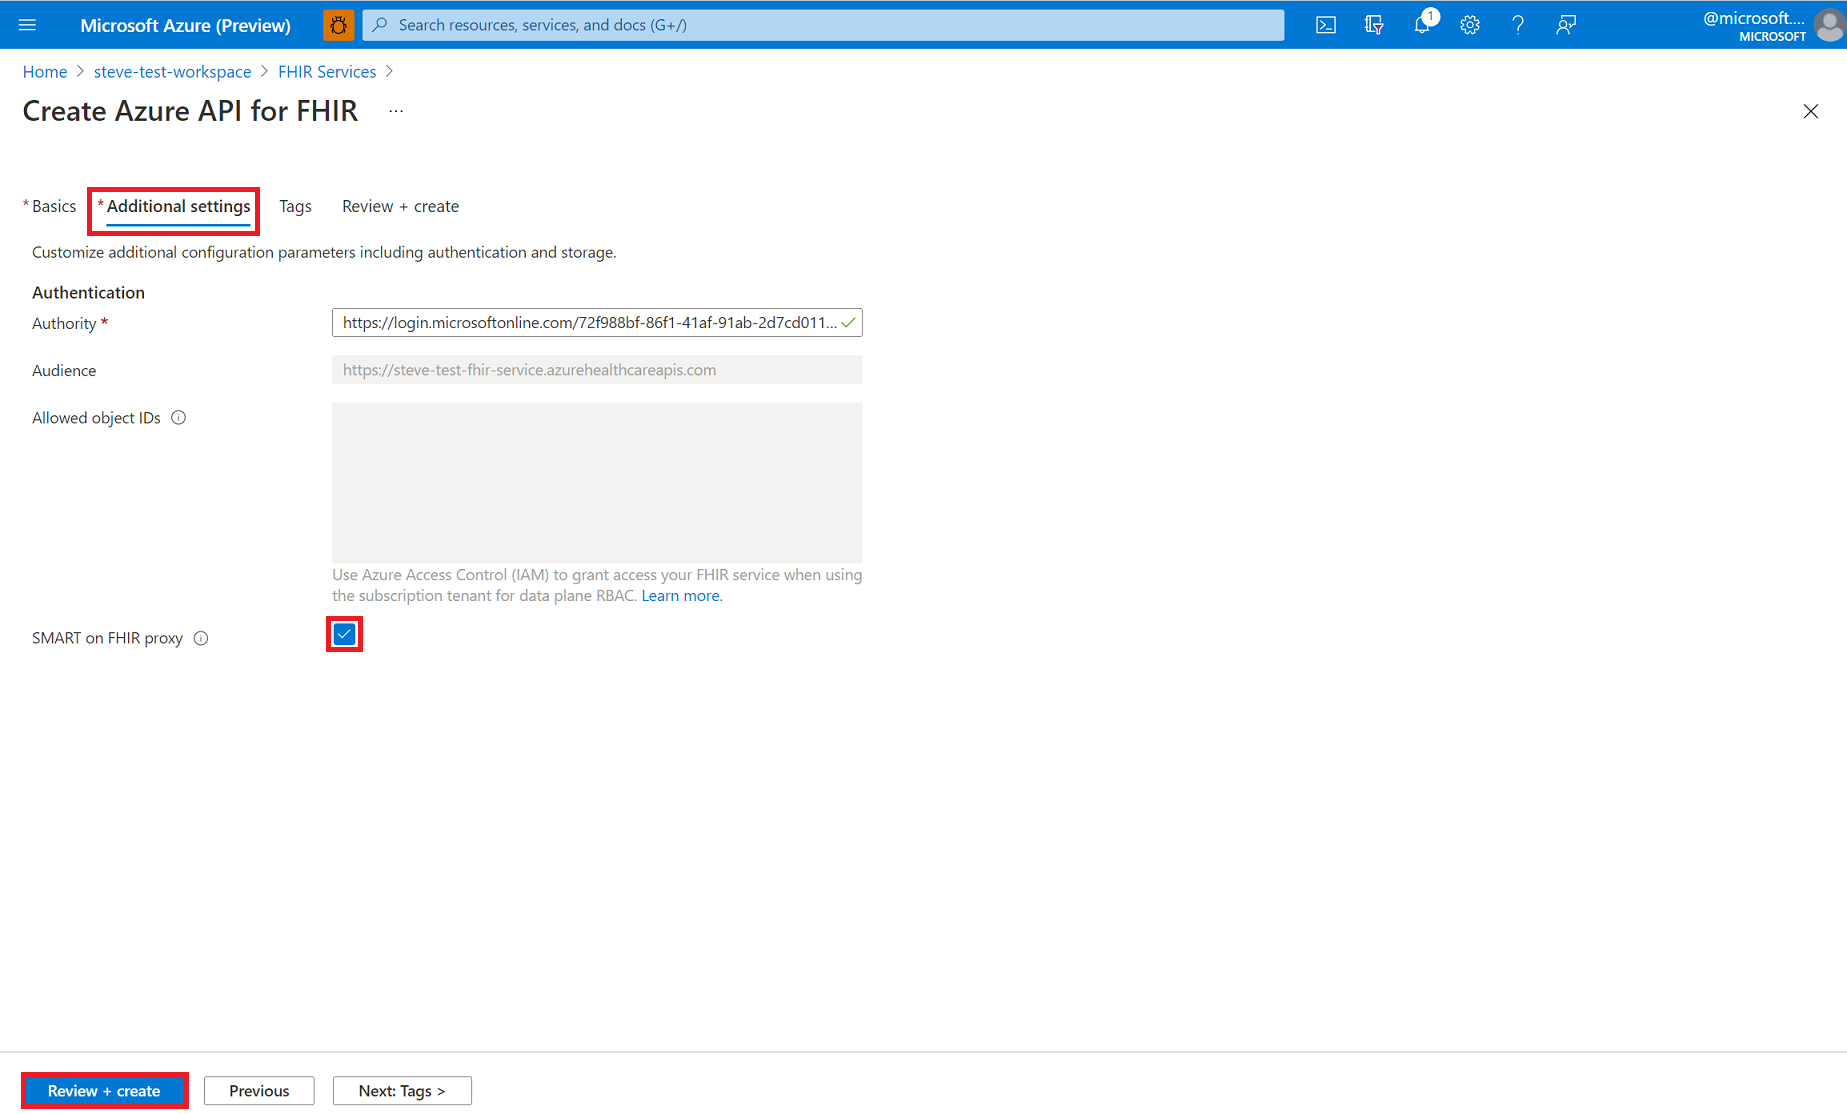 Microsoft Azure (Preview)
Search resources, services, and docs (G+/)
1
@microsoft....
MICROSOFT
Home > steve-test-workspace > FHIR Services >
Create Azure API for FHIR ...
* Basics * Additional settings Tags Review + create
Customize additional configuration parameters including authentication and storage.
Authentication
Authority * https://login.microsoftonline.com/72f988bf-86f1-41af-91ab-2d7cd011...
Audience https://steve-test-fhir-service.azurehealthcareapis.com
Allowed object IDs
Use Azure Access Control (IAM) to grant access your FHIR service when using
the subscription tenant for data plane RBAC. Learn more.
SMART on FHIR proxy
Review + create Previous Next: Tags >